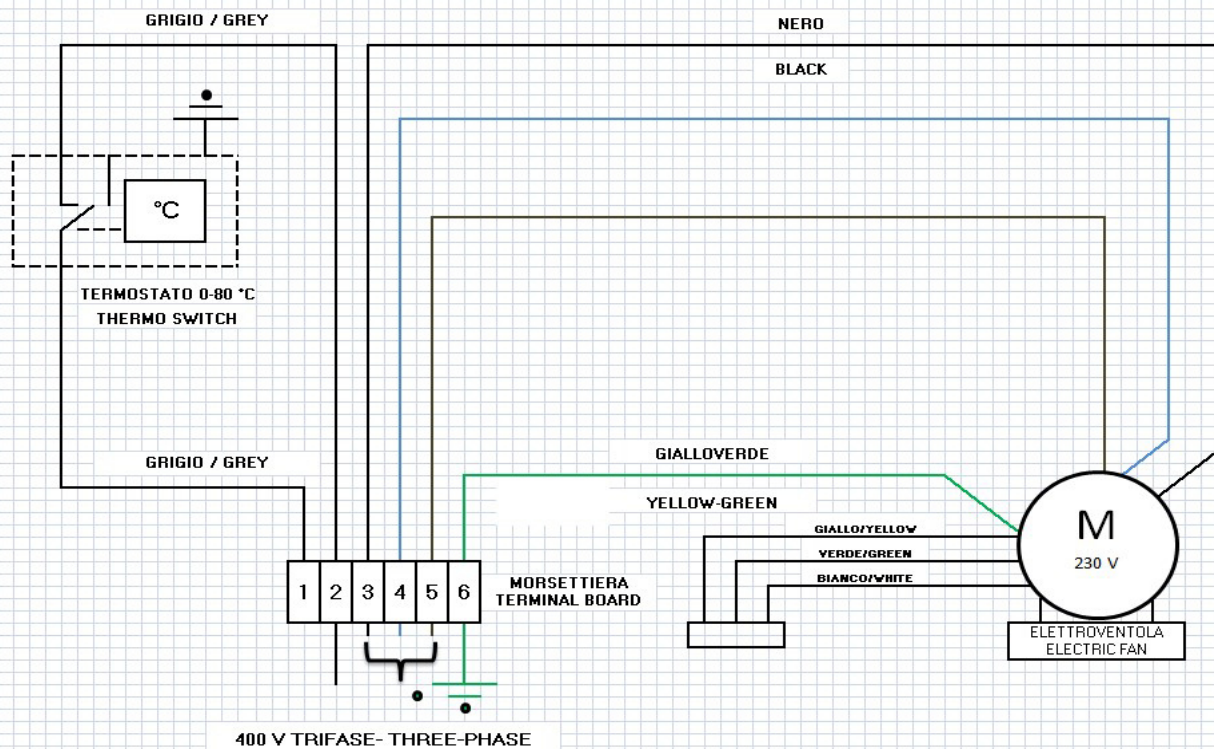 GRIGIO / GREY
NERO
BLACK
°C
TERMOSTATO 0-80 °C
THERMO SWITCH
GRIGIO / GREY
GIALLOVERDE
YELLOW-GREEN
GIALLO/YELLOW
VERDE/GREEN
BIANCO/WHITE
M
230 V
1 2 3 4 5 6
MORSETTIERA
TERMINAL BOARD
ELETTROVENTOLA
ELECTRIC FAN
400 V TRIFASE- THREE-PHASE